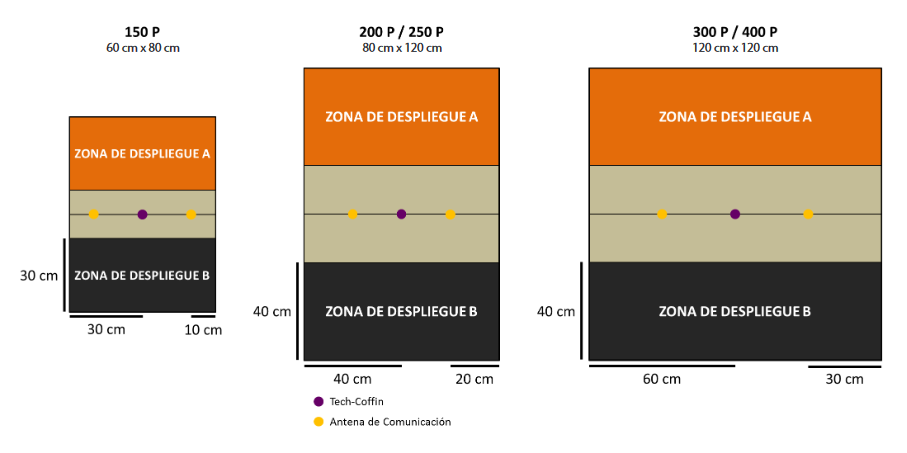 150 P
60 cm x 80 cm
ZONA DE DESPLIEGUE A
ZONA DE DESPLIEGUE B
30 cm
30 cm
10 cm
200 P / 250 P
80 cm x 120 cm
ZONA DE DESPLIEGUE A
ZONA DE DESPLIEGUE B
40 cm
40 cm
20 cm
Tech-Coffin
Antena de Comunicación
300 P / 400 P
120 cm x 120 cm
ZONA DE DESPLIEGUE A
ZONA DE DESPLIEGUE B
40 cm
60 cm
30 cm